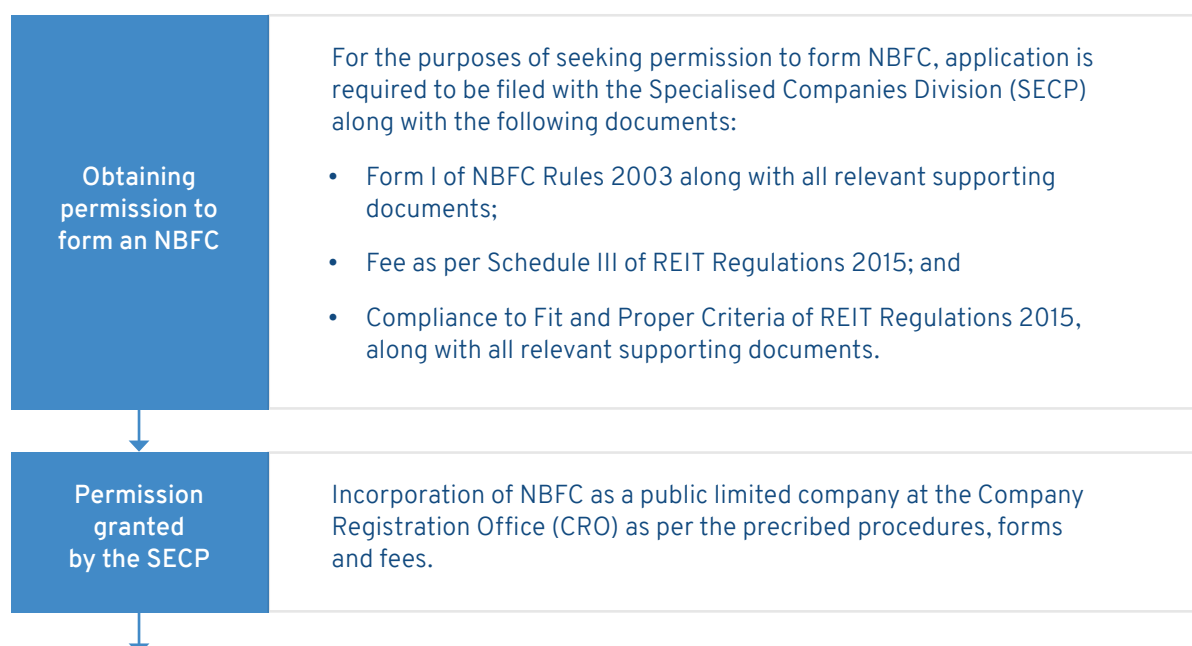 Obtaining
permission to
form an NBFC
For the purposes of seeking permission to form NBFC, application is
required to be filed with the Specialised Companies Division (SECP)
along with the following documents:
• Form I of NBFC Rules 2003 along with all relevant supporting
documents;
• Fee as per Schedule III of REIT Regulations 2015; and
• Compliance to Fit and Proper Criteria of REIT Regulations 2015,
along with all relevant supporting documents.
Permission
granted
by the SECP
Incorporation of NBFC as a public limited company at the Company
Registration Office (CRO) as per the precribed procedures, forms
and fees.